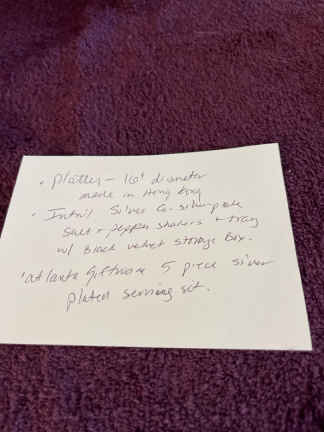 • Platter - 16" diameter
made in Hong Kong
• Silver Co. silverplate
Salt + pepper shakers + tray
w/ Black velvet storage Box.
• atlanta Giftware 5 piece silver
plated serving set.